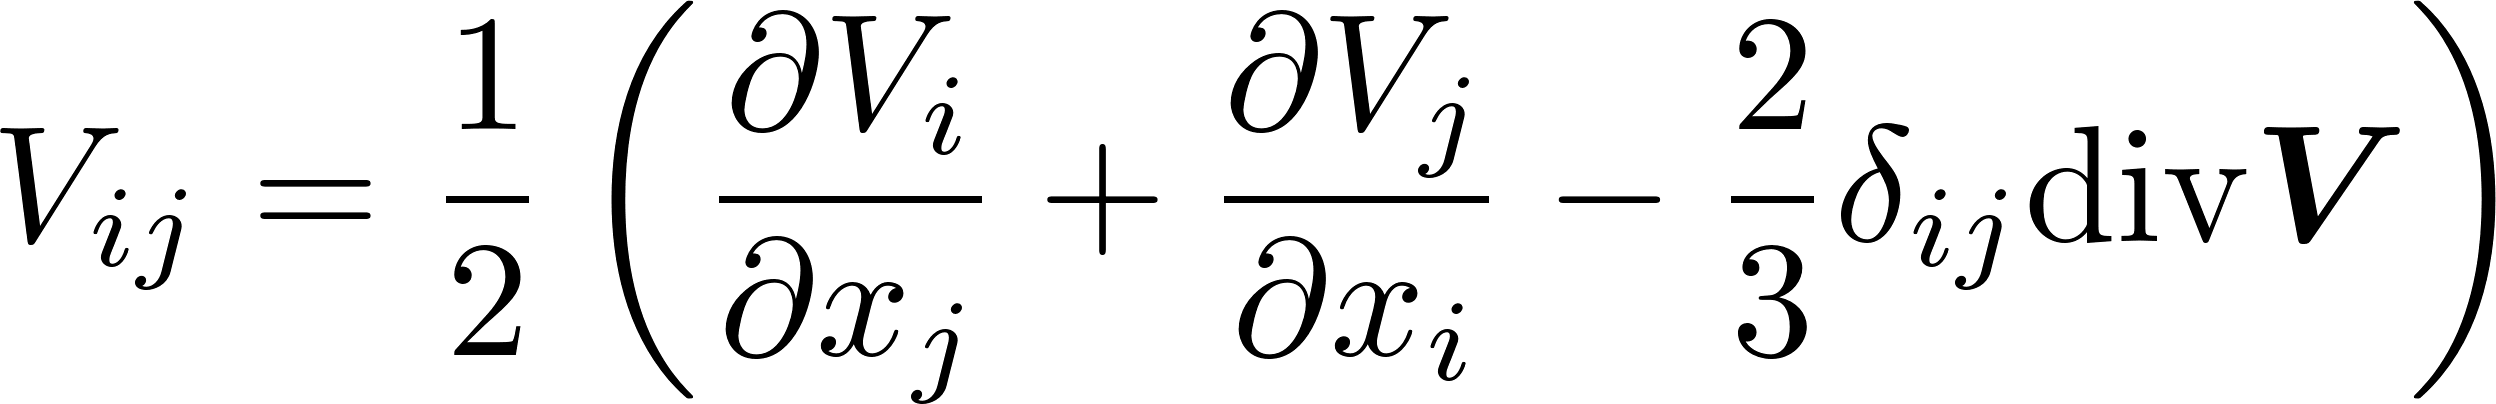 V_{ij} = \frac{1}{2} \left( \frac{\partial V_i}{\partial x_j} + \frac{\partial V_j}{\partial x_i} - \frac{2}{3} \delta_{ij} \mathrm{div} \boldsymbol{V} \right)